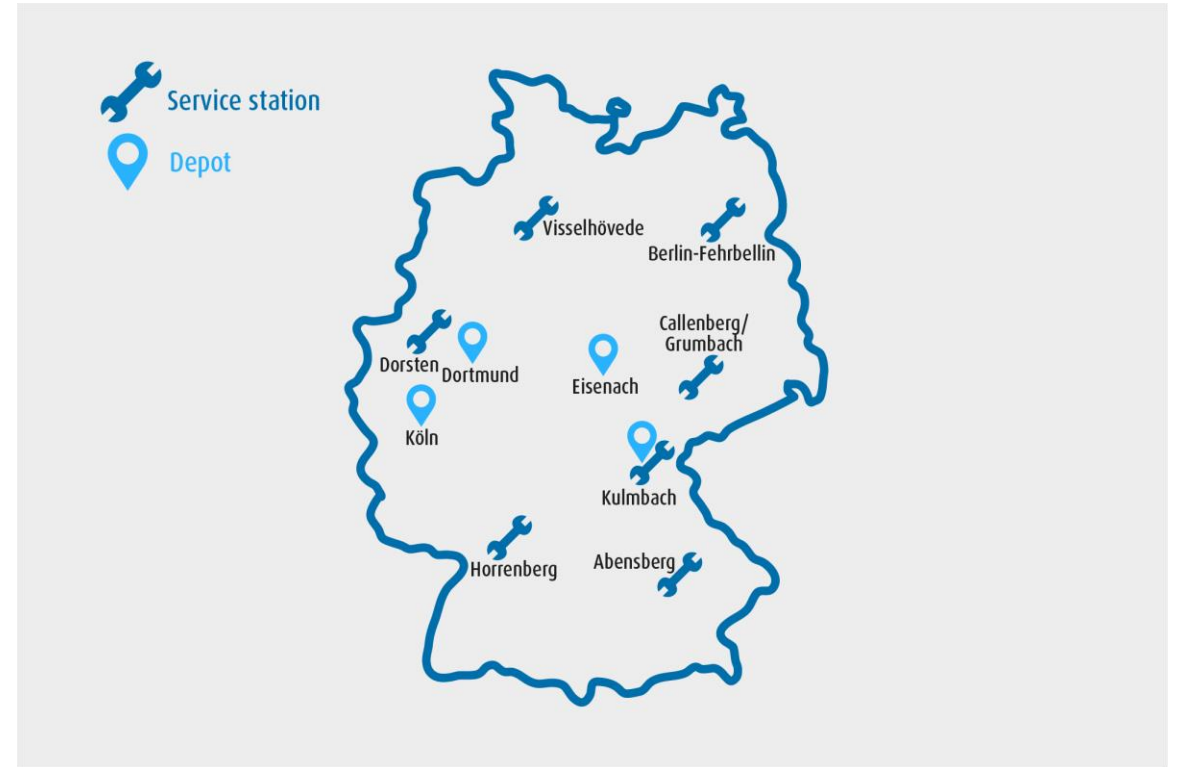 Service station
Depot
Visselhövede
Berlin-Fehrbellin
Callenberg/
Grumbach
Dorsten
Dortmund
Eisenach
Köln
Kulmbach
Horrenberg
Abensberg